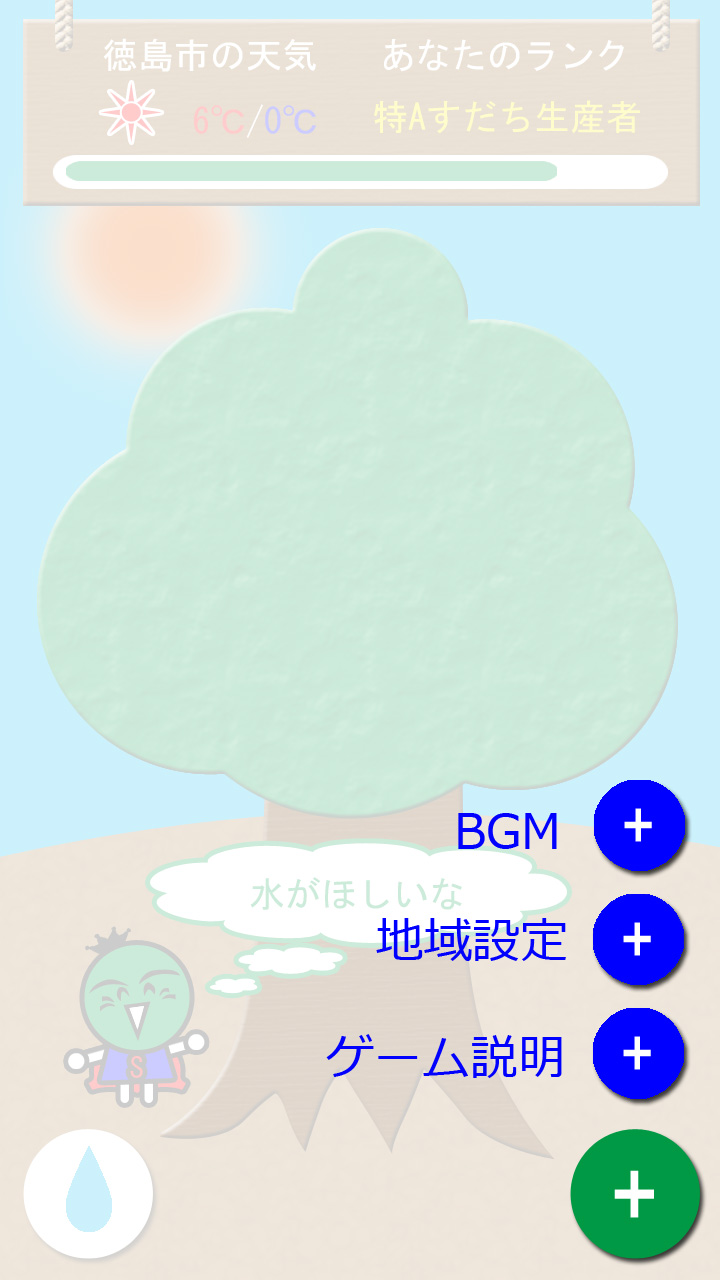 徳島市の天気 あなたのランク
6℃/0℃ 特Aすだち生産者
BGM
水がほしいな
地域設定
S
ゲーム説明